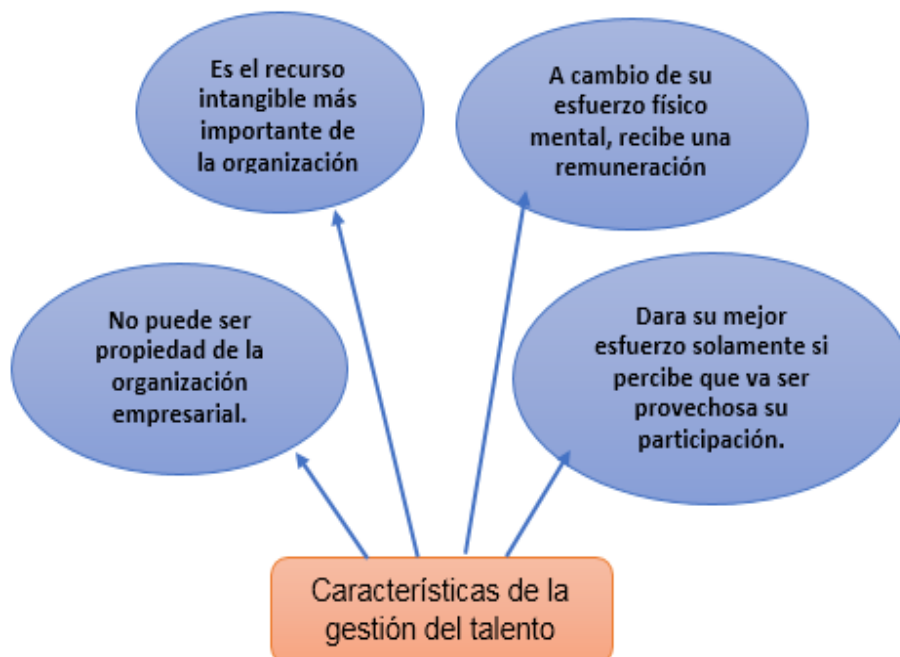 Es el recurso
intangible más
importante de
la organización
A cambio de su
esfuerzo físico
mental, recibe una
remuneración
No puede ser
propiedad de la
organización
empresarial.
Dara su mejor
esfuerzo solamente si
percibe que va ser
provechosa su
participación.
Características de la
gestión del talento